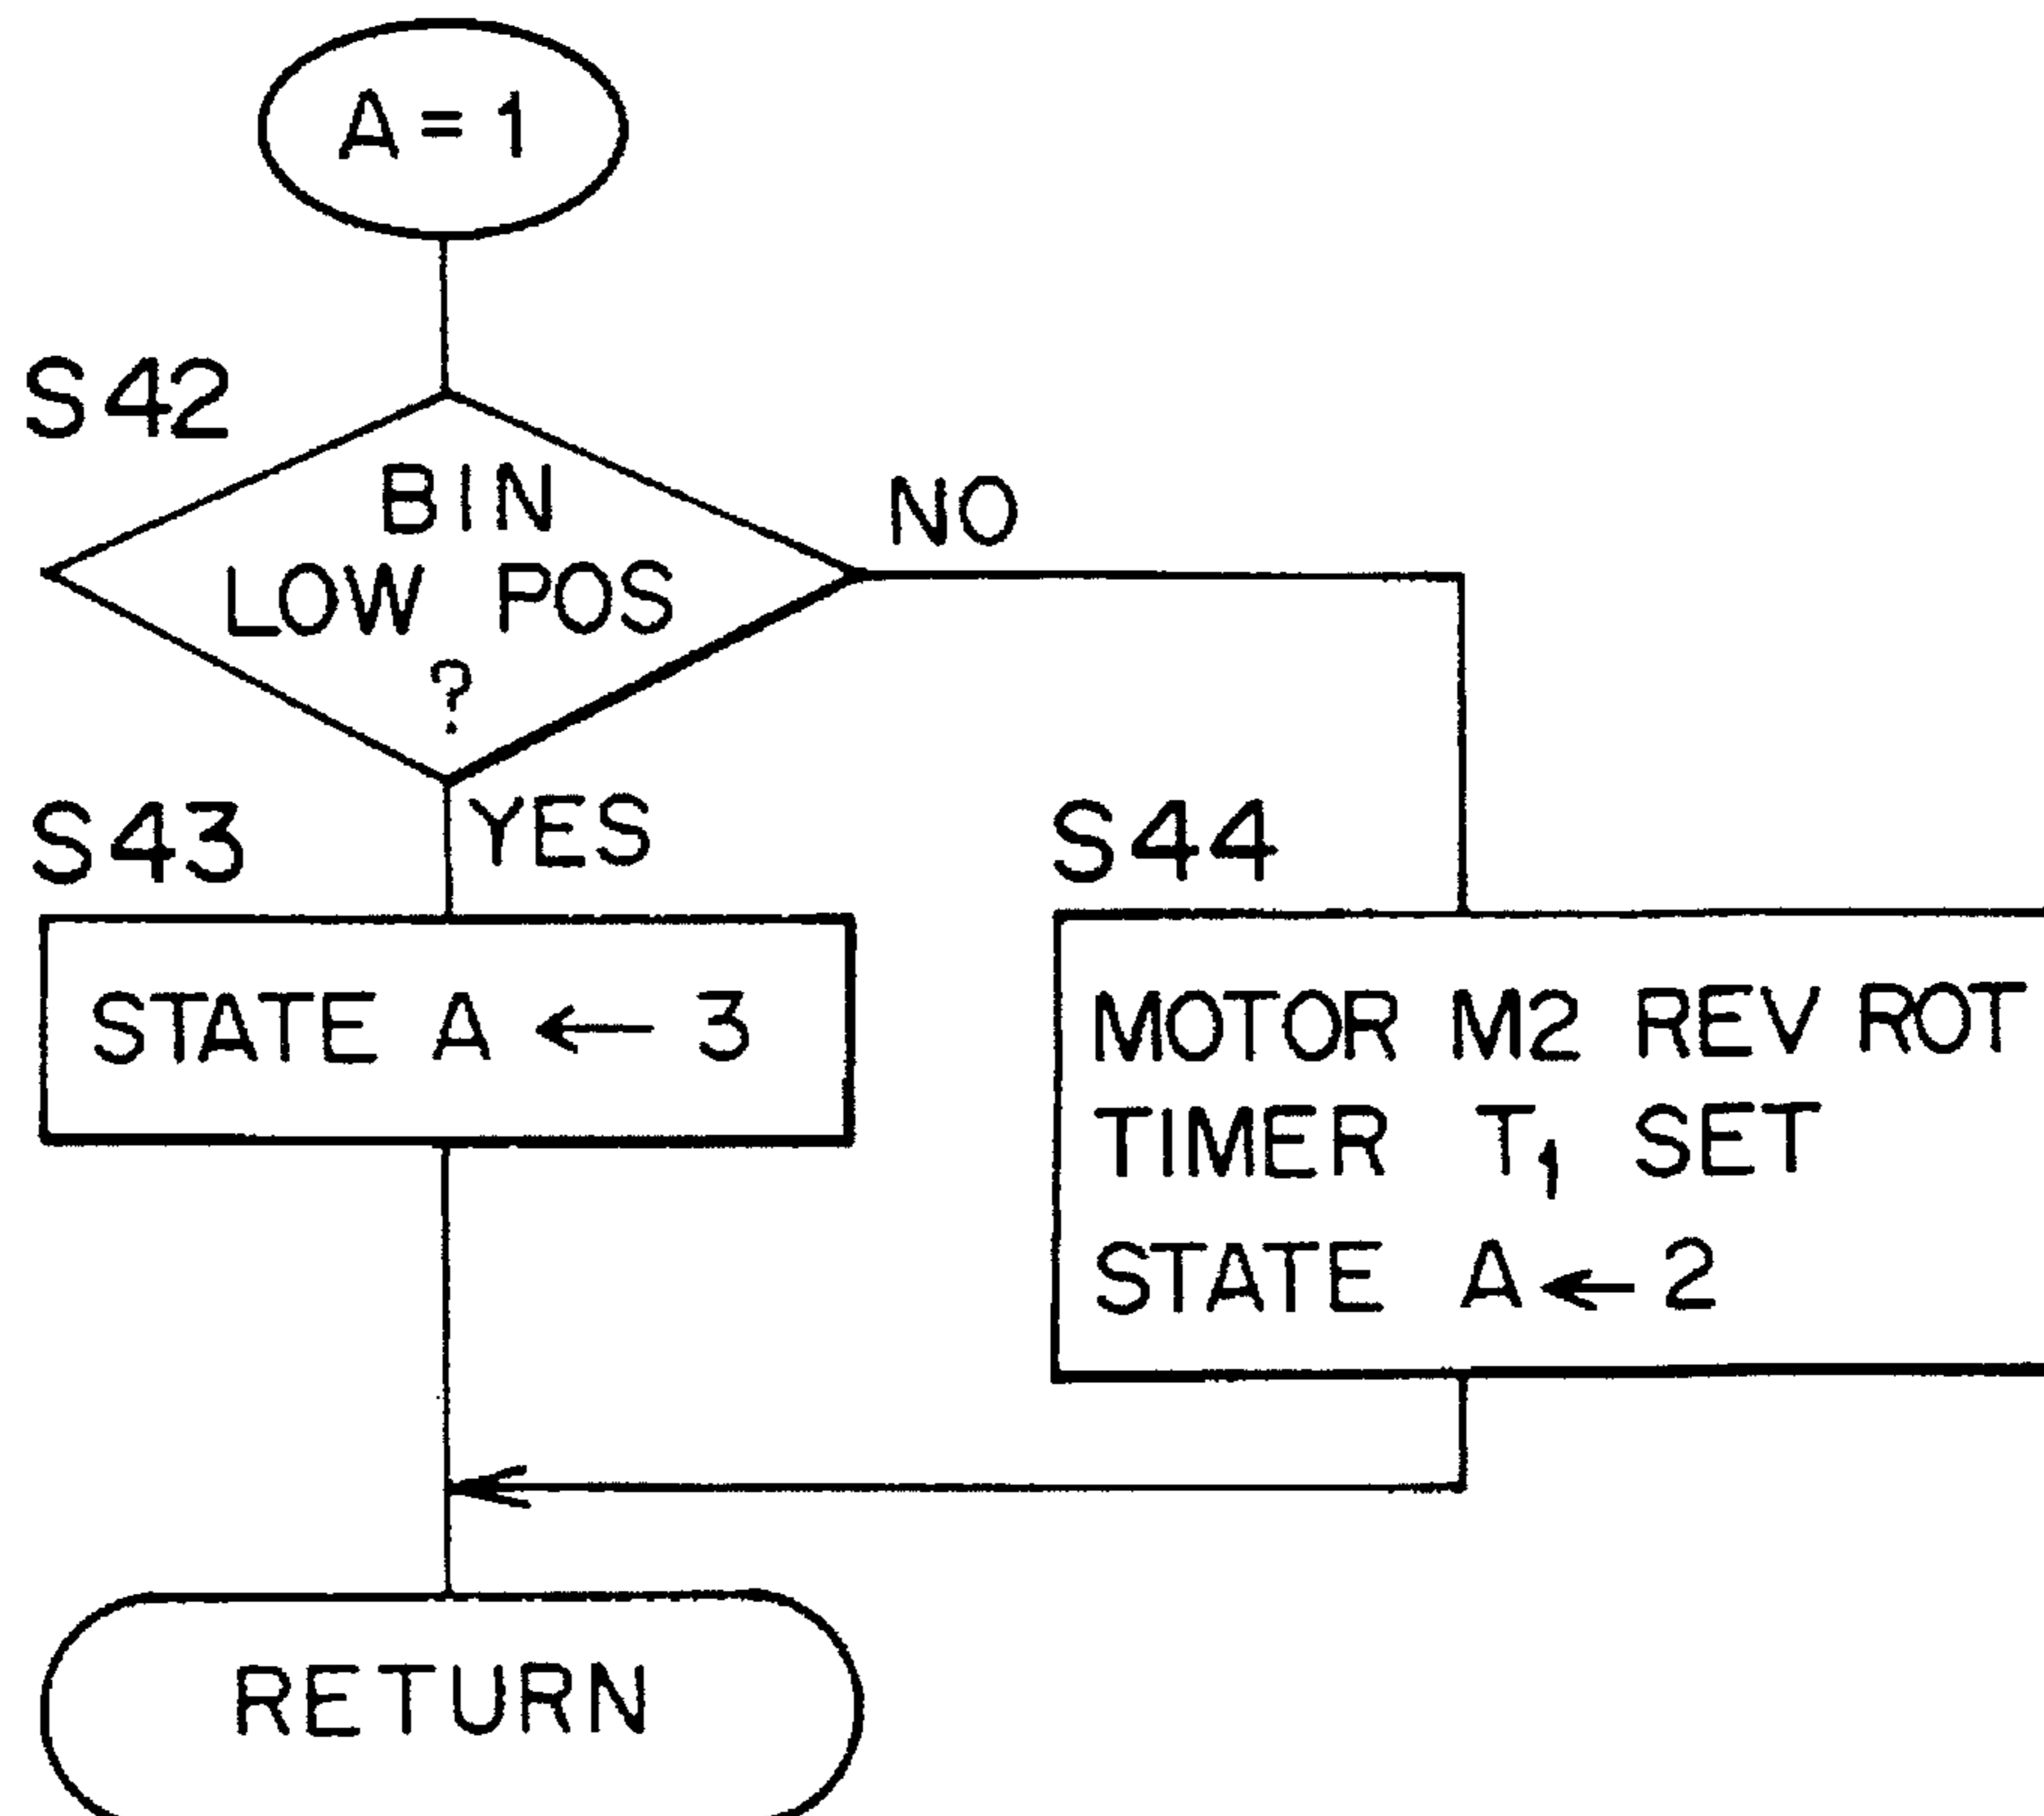 A=1
S42
BIN
LOW POS
?
NO
YES
S43
STATE A ← 3
S44
MOTOR M2 REV ROT
TIMER T₁ SET
STATE A ← 2
RETURN